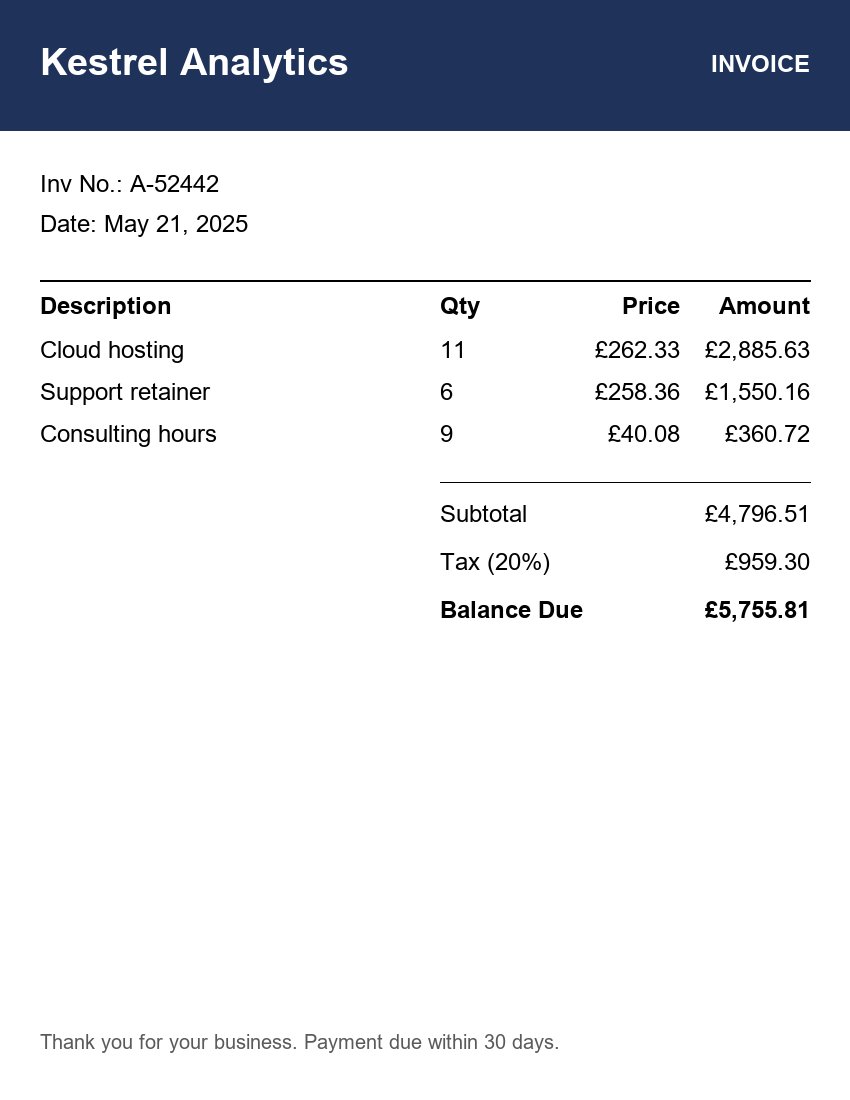 Kestrel Analytics INVOICE
Inv No.: A-52442
Date: May 21, 2025
Description Qty Price Amount
Cloud hosting 11 £262.33 £2,885.63
Support retainer 6 £258.36 £1,550.16
Consulting hours 9 £40.08 £360.72
Subtotal £4,796.51
Tax (20%) £959.30
Balance Due £5,755.81
Thank you for your business. Payment due within 30 days.